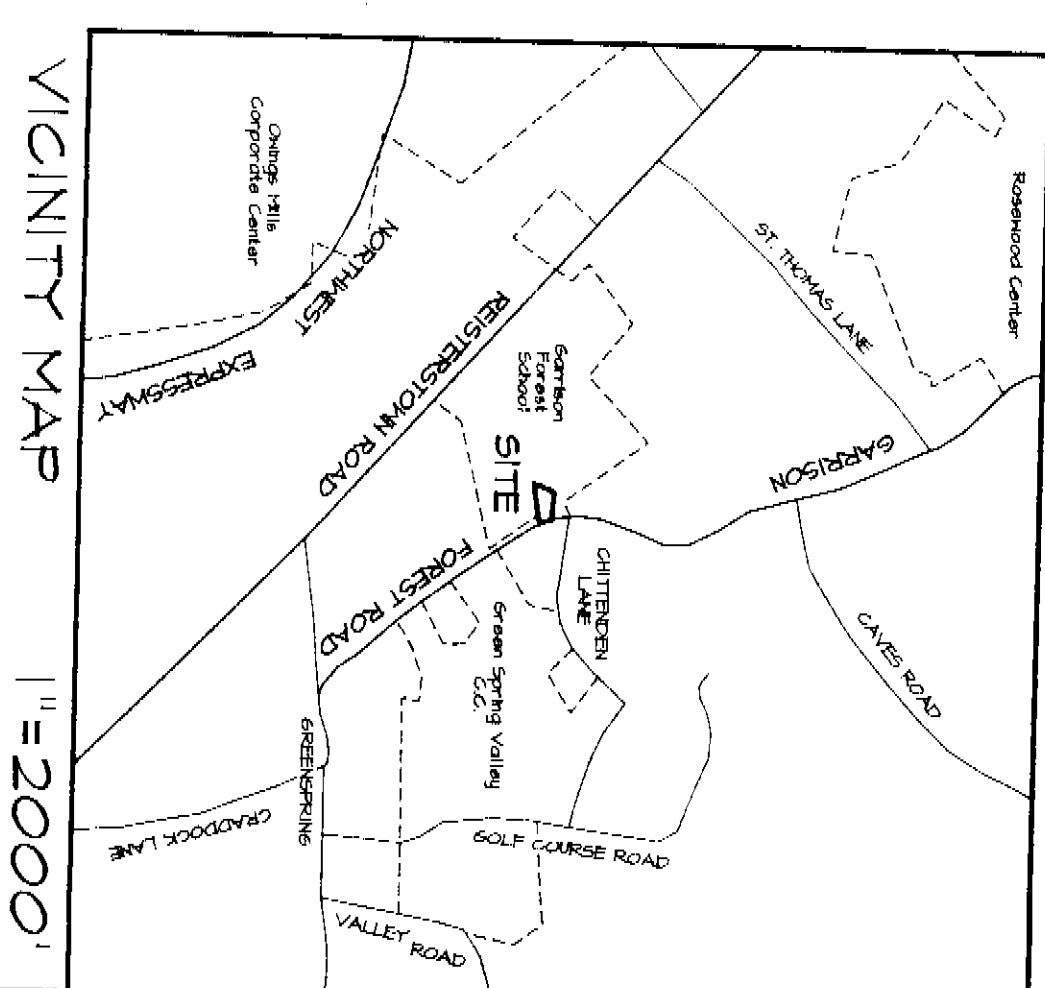 Rosewood Center
ST. THOMAS LANE
GARRISON
CAVES ROAD
Garrison
Forest
School
SITE
CHITTENDEN
LANE
REISTERSTOWN ROAD
FOREST ROAD
Green Spring Valley
C.C.
GOLF COURSE ROAD
NORTHWEST
EXPRESSWAY
Owings Mills
Corporate Center
GREENSPRING
VALLEY
ROAD
CRADDOCK LANE
VICINITY MAP
1"=2000'